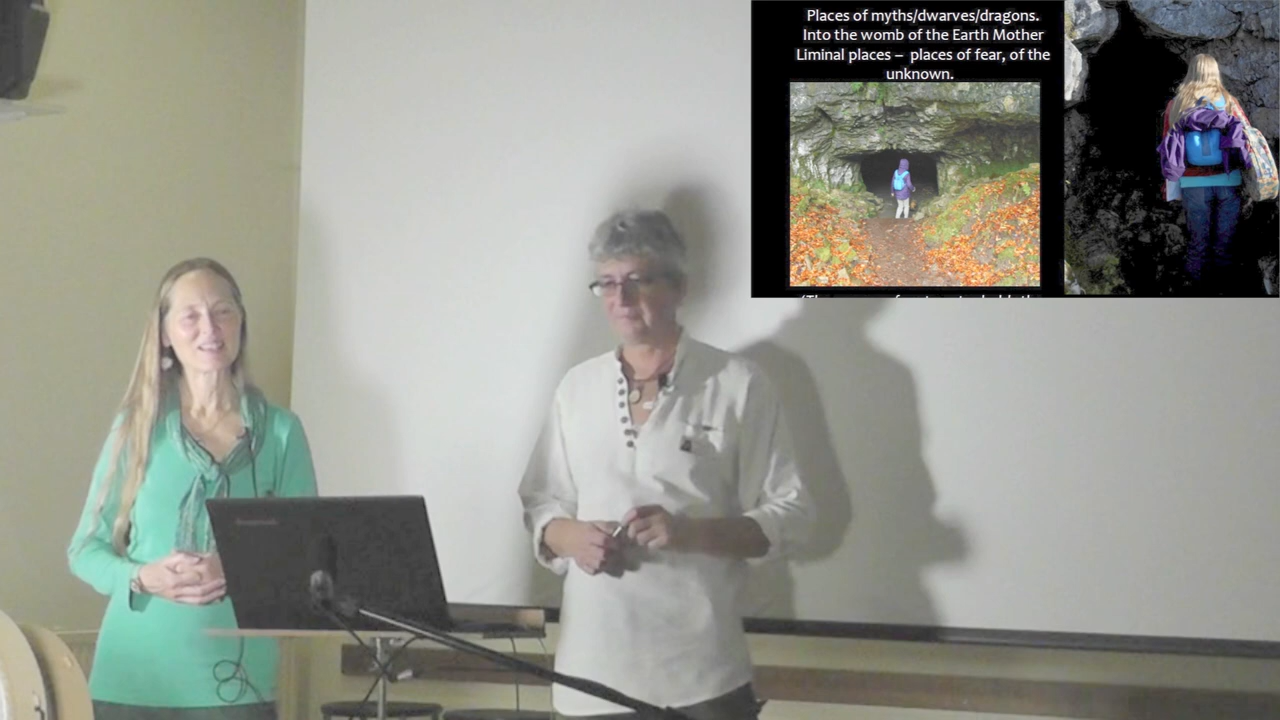 Places of myths/dwarves/dragons.
Into the womb of the Earth Mother
Liminal places – places of fear, of the
unknown.